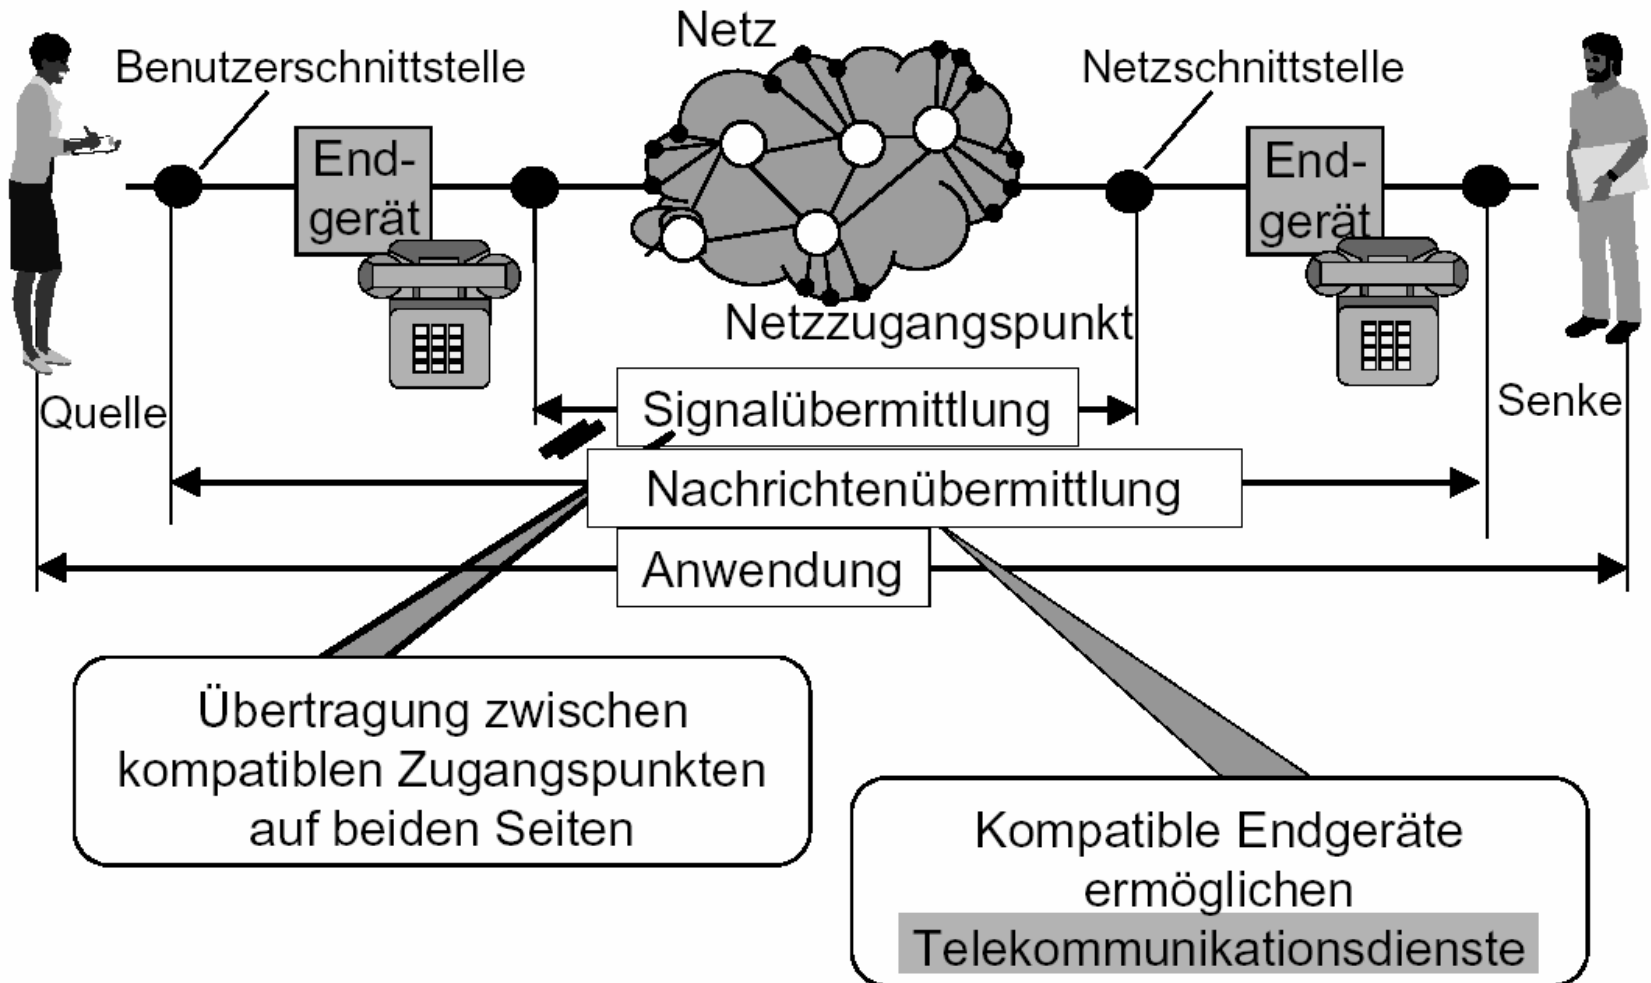 Netz
Benutzerschnittstelle
Netzschnittstelle
End-
gerät
End-
gerät
Netzzugangspunkt
Quelle
Signalübermittlung
Senke
Nachrichtenübermittlung
Anwendung
Übertragung zwischen
kompatiblen Zugangspunkten
auf beiden Seiten
Kompatible Endgeräte
ermöglichen
Telekommunikationsdienste